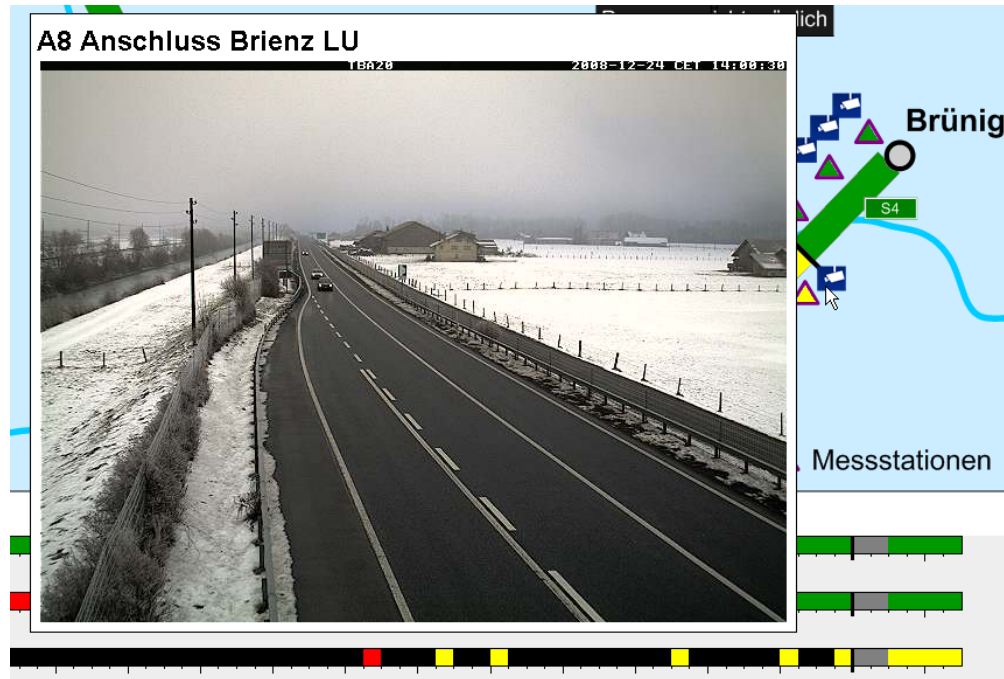 A8 Anschluss Brienz LU
TBA20 2008-12-24 CET 14:00:30
Brünig
S4
Messstationen